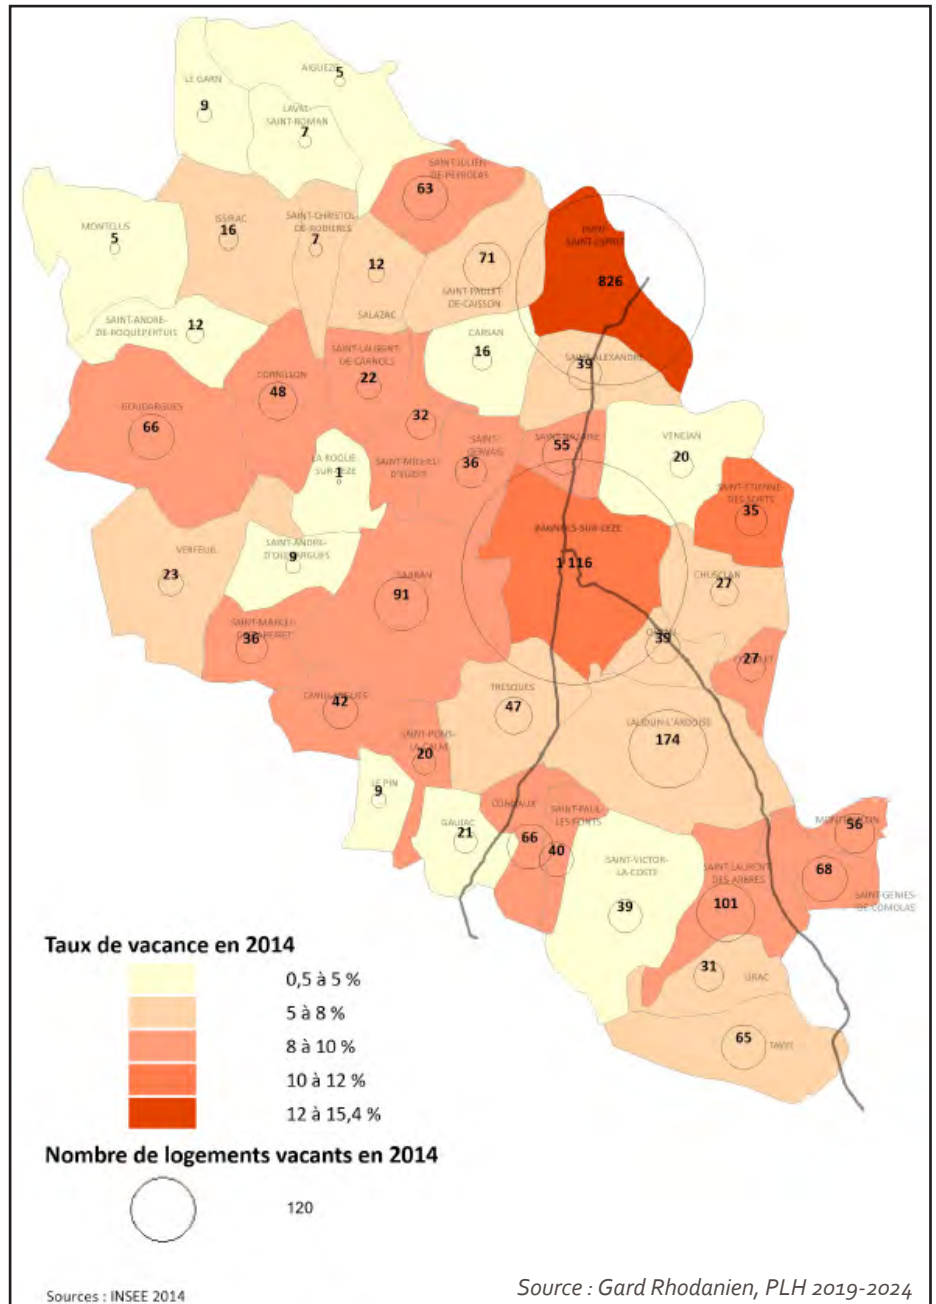 AIGUEZE
5
LE GARN
9
LAVAL-
SAINT-ROMAN
7
SAINT-JULIEN-
DE-PEYROLAS
63
MONTCLUS
5
ISSIRAC
16
SAINT-CHRISTOL-
DE-RODIERES
7
12
SALAZAC
71
SAINT-PAULET-
DE-CAISSON
PONT-
SAINT-ESPRIT
826
SAINT-ANDRE-
DE-ROQUEPERTUIS
12
CARSAN
16
SAINT-ALEXANDRE
39
SAINT-LAURENT-
DE-CARNOLS
22
CORNILLON
48
GOUDARGUES
66
32
SAINT-MICHEL-
D'EUZET
SAINT-
GERVAIS
36
SAINT-NAZAIRE
55
VENEJAN
20
LA ROQUE-
SUR-CEZE
1
SAINT-ETIENNE
DES SORTS
35
BAGNOLS-SUR-CEZE
1 116
VERFEUIL
23
SAINT-ANDRE-
9
SABRAN
91
CHUSCLAN
27
SAINT-MARCEL-
36
39
27
CAVILLARGUES
42
TRESQUES
47
LAUDUN-L'ARDOISE
174
SAINT-PONS-
LA-CALM
20
LE PIN
9
GAUJAC
21
CONNAUX
66
SAINT-PAUL-
LES-FONTS
40
SAINT-VICTOR-
LA-COSTE
39
SAINT-LAURENT
DES ARBRES
101
56
68
SAINT-GENIES-
DE-COMOLAS
31
LIRAC
65
TAVEL
Taux de vacance en 2014
0,5 à 5 %
5 à 8 %
8 à 10 %
10 à 12 %
12 à 15,4 %
Nombre de logements vacants en 2014
120
Sources : INSEE 2014
Source : Gard Rhodanien, PLH 2019-2024